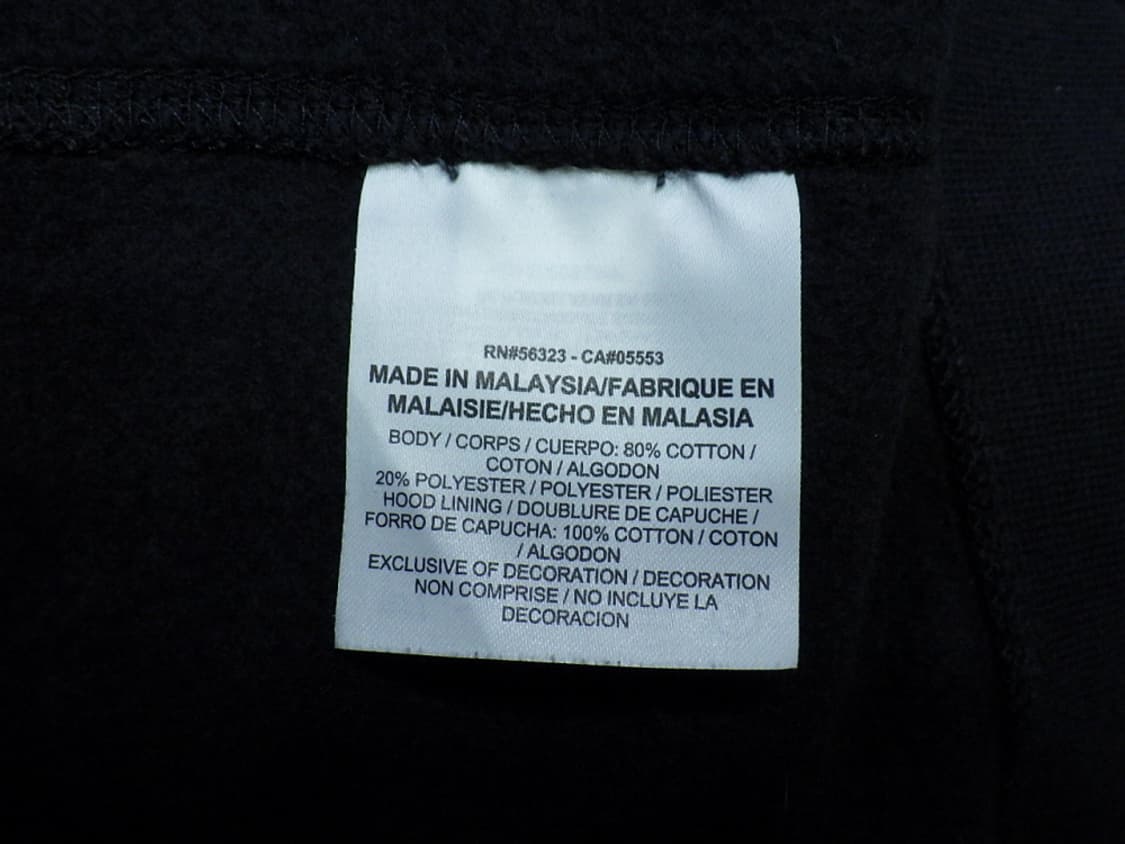 RN#56323 - CA#05553
MADE IN MALAYSIA/FABRIQUE EN
MALAISIE/HECHO EN MALASIA
BODY / CORPS / CUERPO: 80% COTTON /
COTON / ALGODON
20% POLYESTER / POLYESTER / POLIESTER
HOOD LINING / DOUBLURE DE CAPUCHE /
FORRO DE CAPUCHA: 100% COTTON / COTON
/ ALGODON
EXCLUSIVE OF DECORATION / DECORATION
NON COMPRISE / NO INCLUYE LA
DECORACION